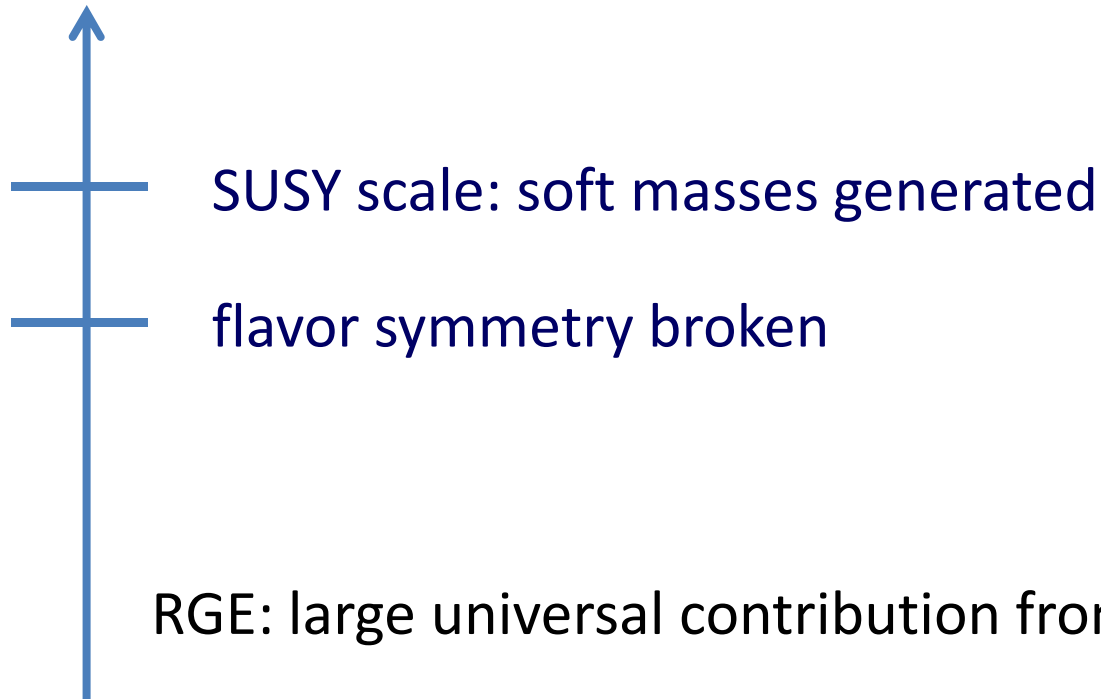 SUSY scale: soft masses generated
flavor symmetry broken
RGE: large universal contribution